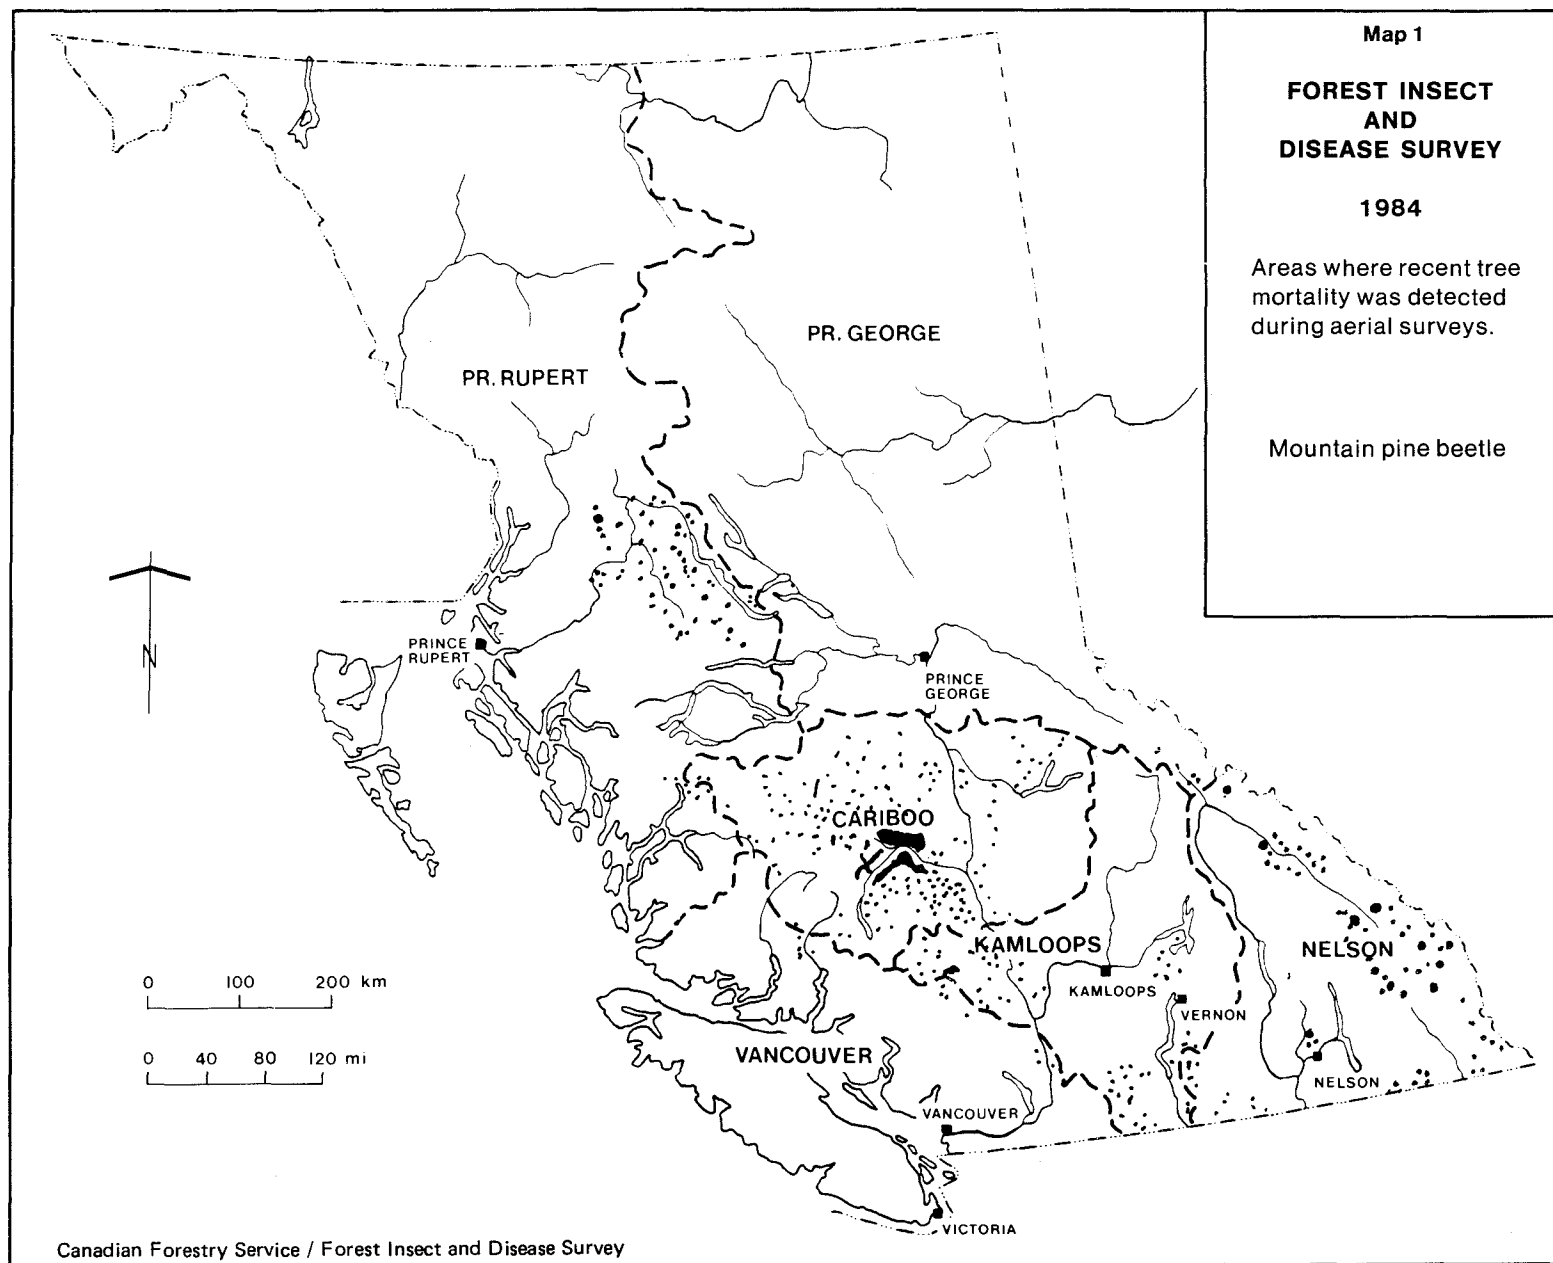 Map 1
FOREST INSECT
AND
DISEASE SURVEY
1984
Areas where recent tree
mortality was detected
during aerial surveys.
Mountain pine beetle
PR. GEORGE
PR. RUPERT
N
PRINCE
RUPERT
PRINCE
GEORGE
CARIBOO
KAMLOOPS
NELSON
KAMLOOPS
VERNON
0 100 200 km
0 40 80 120 mi
VANCOUVER
NELSON
VANCOUVER
VICTORIA
Canadian Forestry Service / Forest Insect and Disease Survey